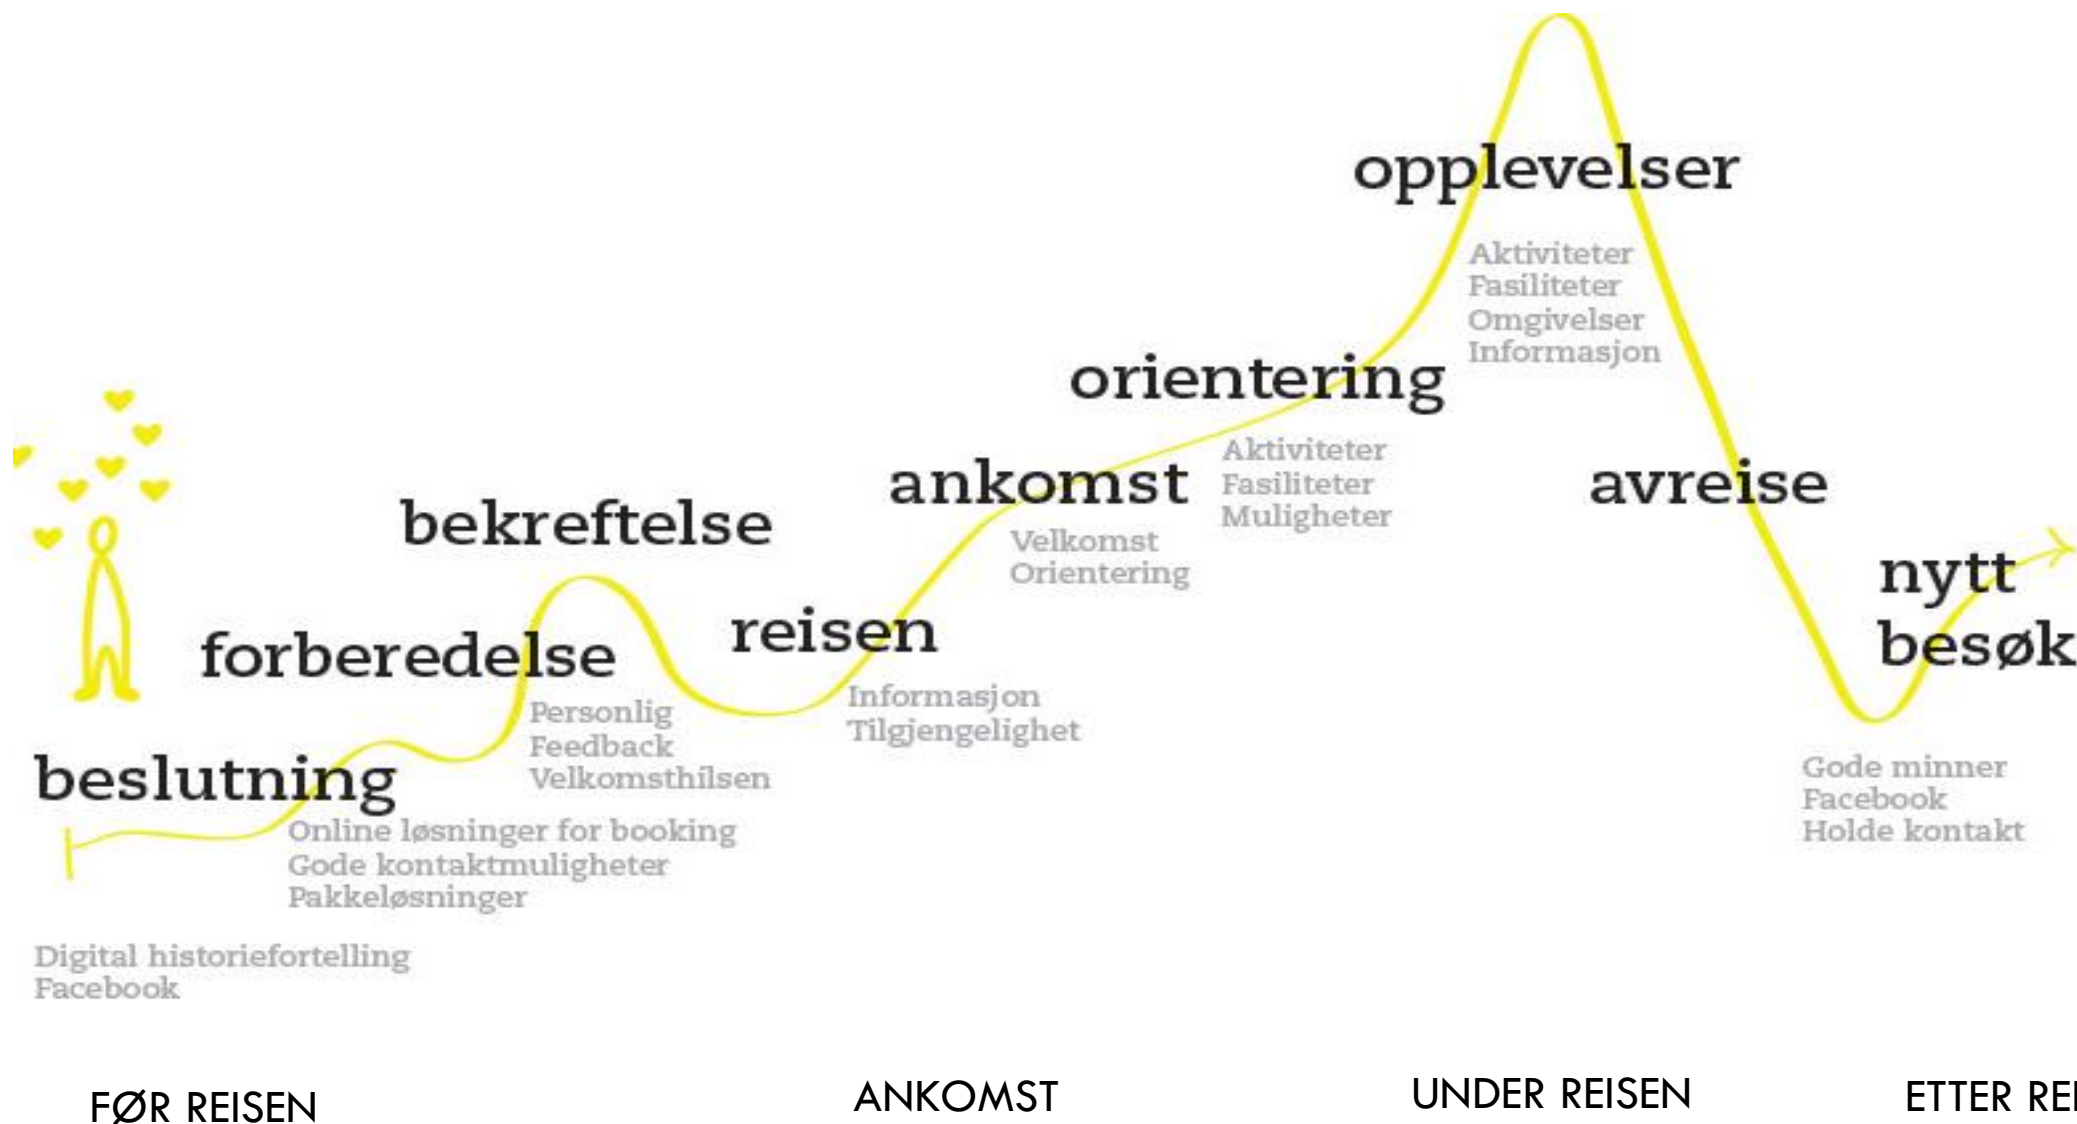 beslutning
Digital historiefortelling
Facebook
forberedelse
Online løsninger for booking
Gode kontaktmuligheter
Pakkeløsninger
bekreftelse
Personlig
Feedback
Velkomsthilsen
reisen
Informasjon
Tilgjengelighet
ankomst
Velkomst
Orientering
orientering
Aktiviteter
Fasiliteter
Muligheter
opplevelser
Aktiviteter
Fasiliteter
Omgivelser
Informasjon
avreise
nytt
besøk
Gode minner
Facebook
Holde kontakt
FØR REISEN
ANKOMST
UNDER REISEN
ETTER